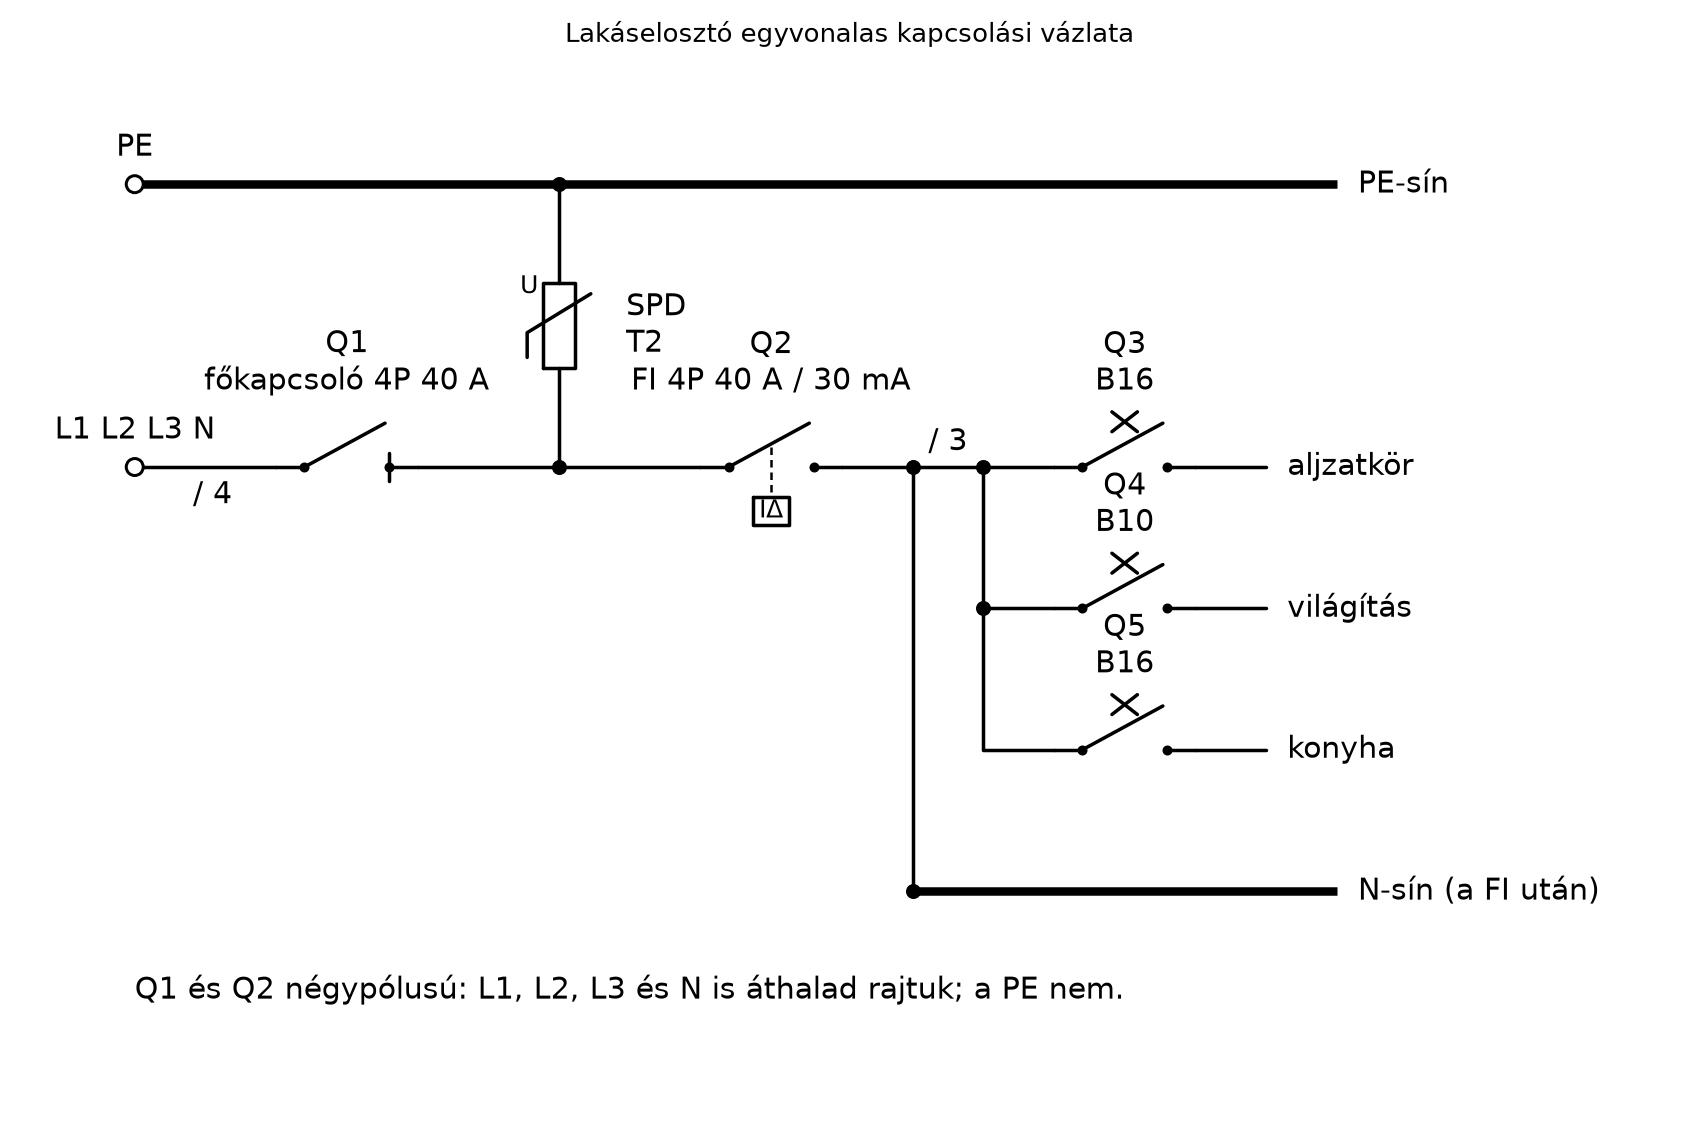 Lakáselosztó egyvonalas kapcsolási vázlata
PE
PE-sín
U
SPD
T2
Q1
főkapcsoló 4P 40 A
Q2
FI 4P 40 A / 30 mA
Q3
B16
L1 L2 L3 N
/ 4
/ 3
aljzatkör
I∆
Q4
B10
világítás
Q5
B16
konyha
N-sín (a FI után)
Q1 és Q2 négypólusú: L1, L2, L3 és N is áthalad rajtuk; a PE nem.